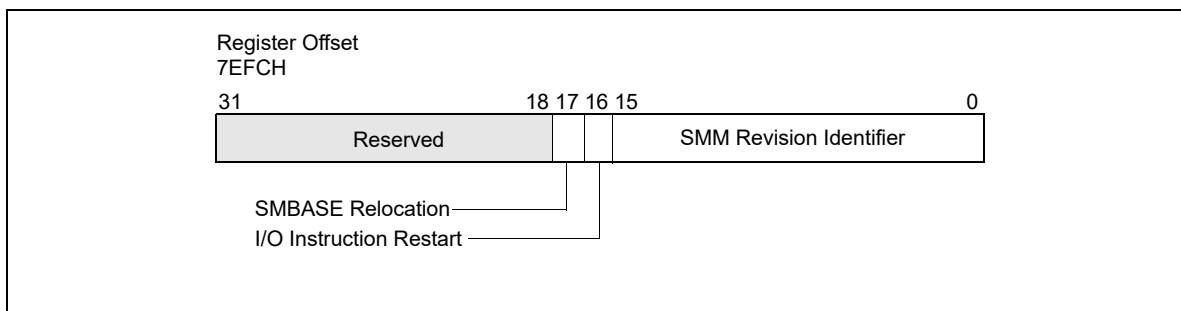 Register Offset
7EFCH
31 18 17 16 15 0
Reserved SMM Revision Identifier
SMBASE Relocation
I/O Instruction Restart